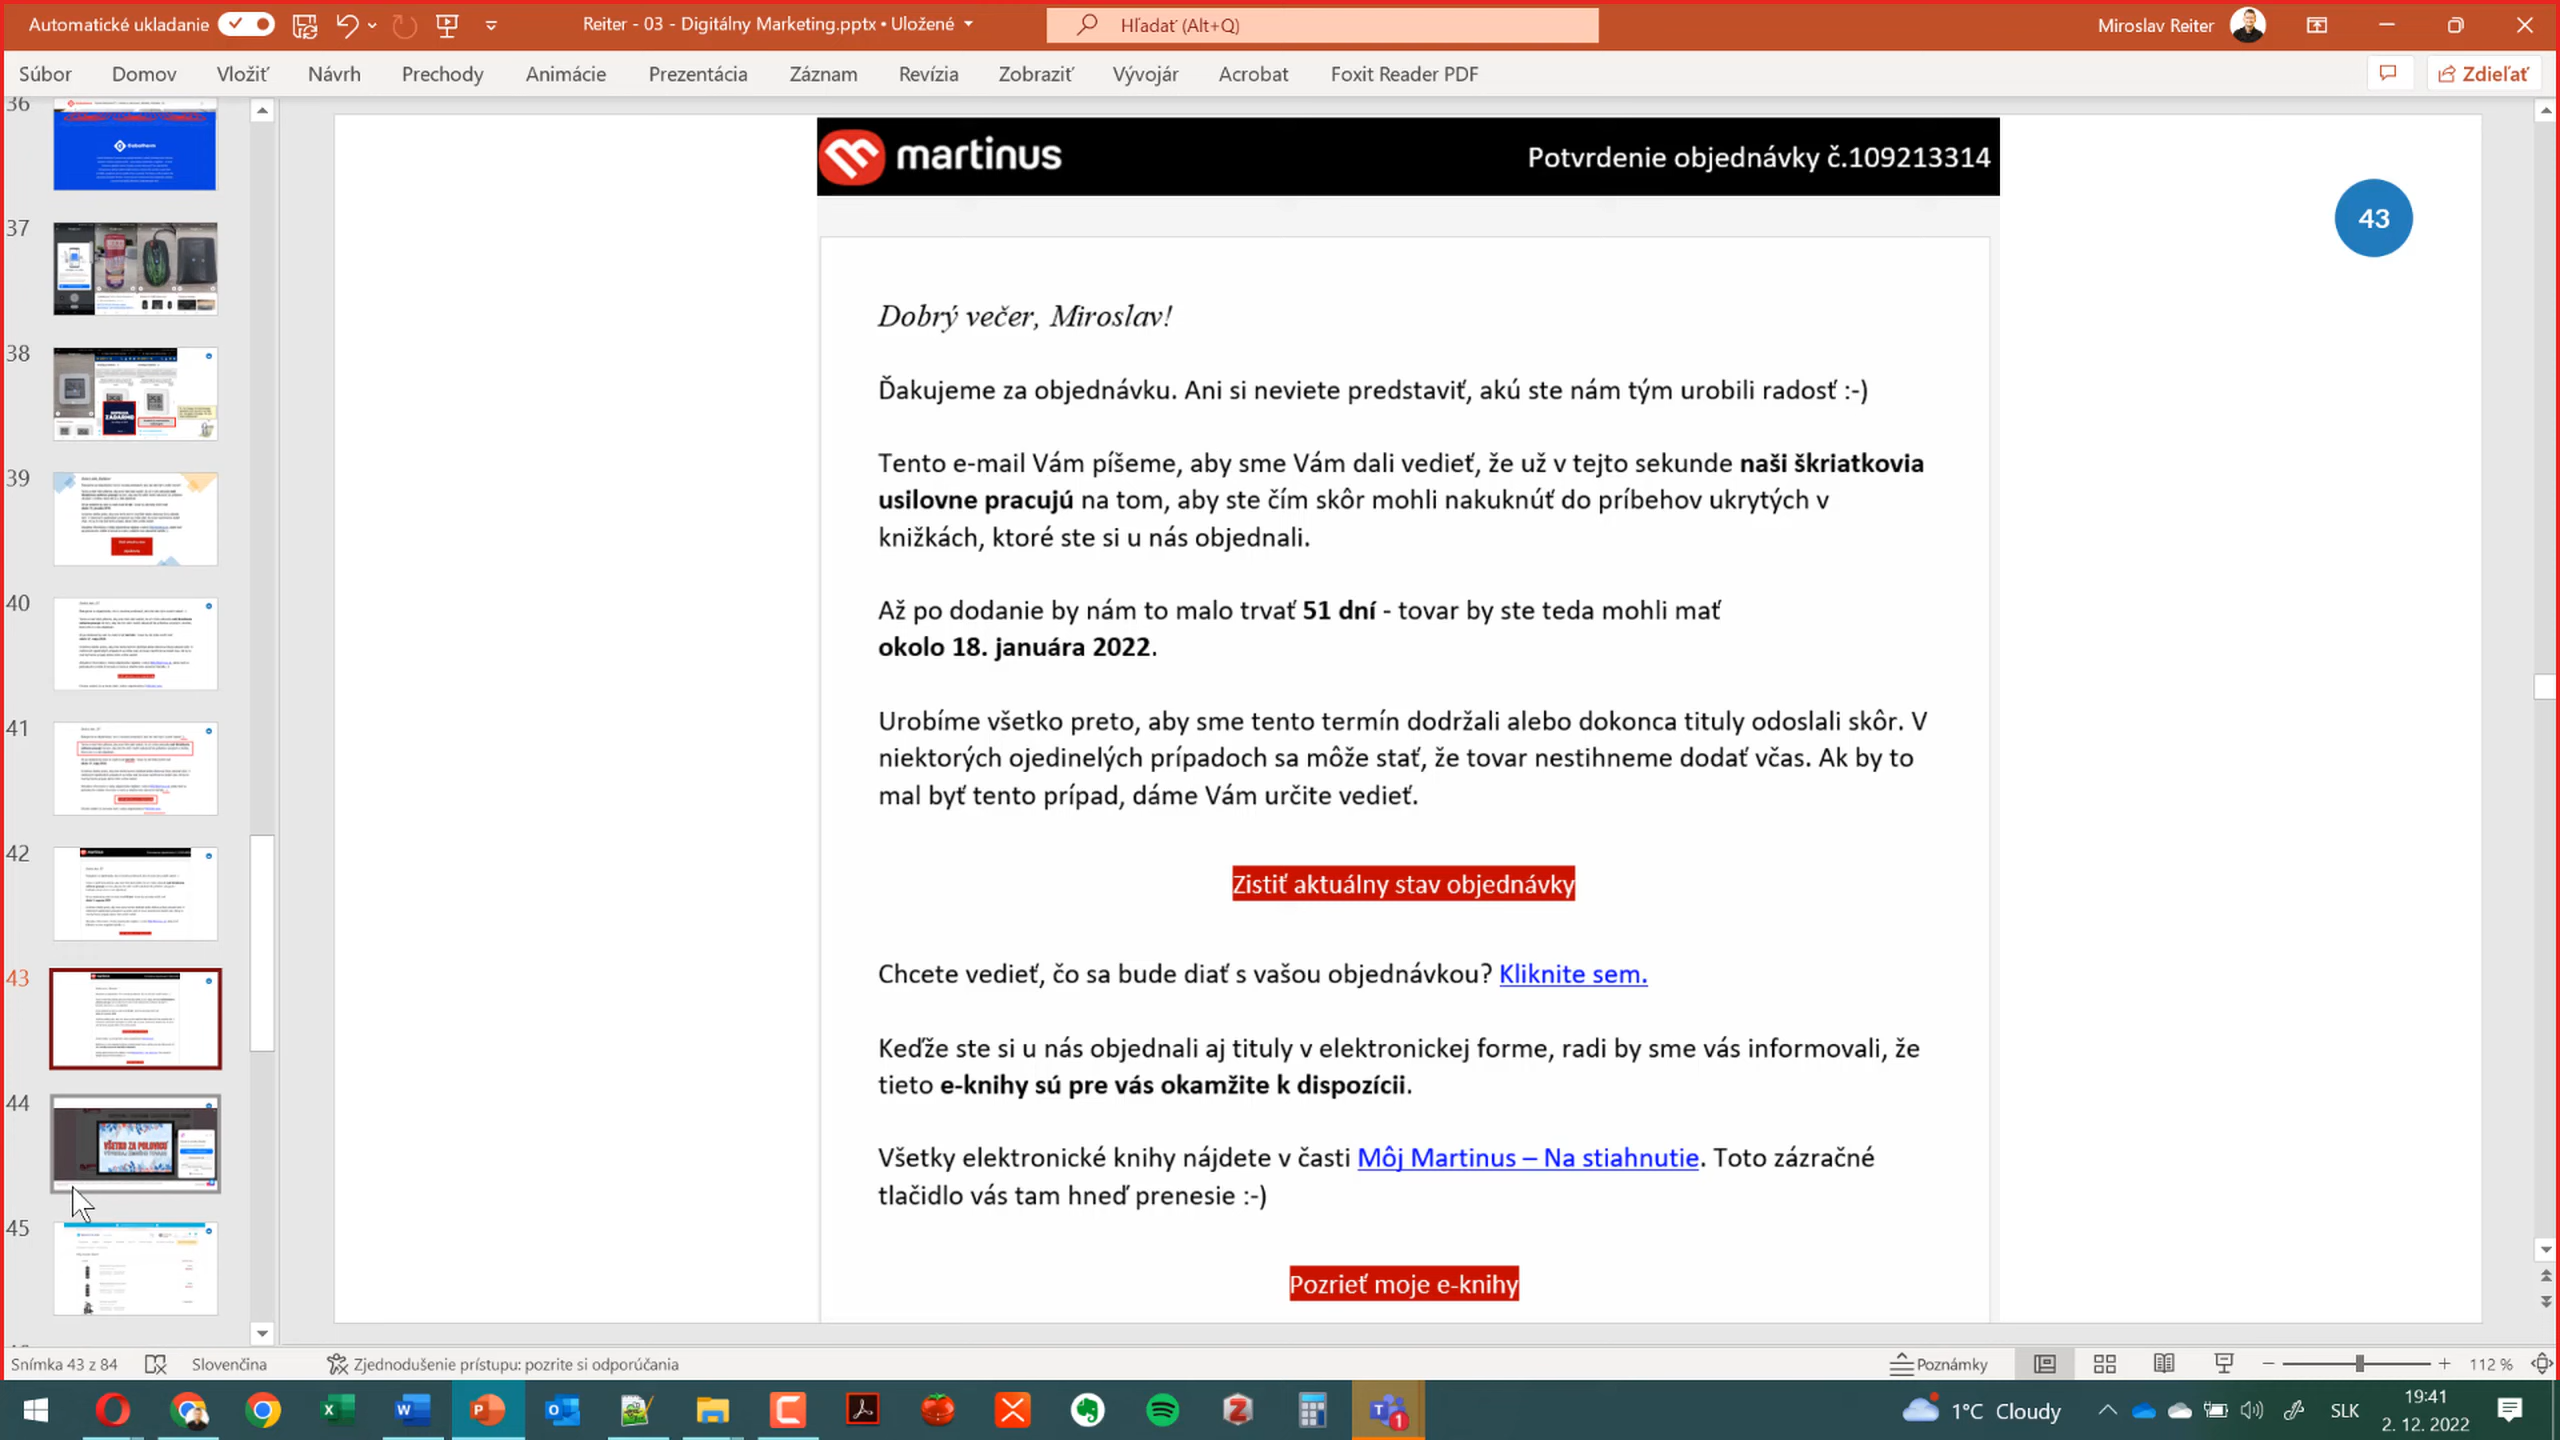 Automatické ukladanie
Reiter - 03 - Digitálny Marketing.pptx • Uložené
Hľadať (Alt+Q)
Miroslav Reiter
Súbor Domov Vložiť Návrh Prechody Animácie Prezentácia Záznam Revízia Zobraziť Vývojár Acrobat Foxit Reader PDF
Zdieľať
36
37
38
39
40
41
42
43
44
VŠETKO ZA POLOVICU
45
martinus
Potvrdenie objednávky č.109213314
43
Dobrý večer, Miroslav!
Ďakujeme za objednávku. Ani si neviete predstaviť, akú ste nám tým urobili radosť :-)
Tento e-mail Vám píšeme, aby sme Vám dali vedieť, že už v tejto sekunde naši škriatkovia
usilovne pracujú na tom, aby ste čím skôr mohli nakuknúť do príbehov ukrytých v
knižkách, ktoré ste si u nás objednali.
Až po dodanie by nám to malo trvať 51 dní - tovar by ste teda mohli mať
okolo 18. januára 2022.
Urobíme všetko preto, aby sme tento termín dodržali alebo dokonca tituly odoslali skôr. V
niektorých ojedinelých prípadoch sa môže stať, že tovar nestihneme dodať včas. Ak by to
mal byť tento prípad, dáme Vám určite vedieť.
Zistiť aktuálny stav objednávky
Chcete vedieť, čo sa bude diať s vašou objednávkou? Kliknite sem.
Keďže ste si u nás objednali aj tituly v elektronickej forme, radi by sme vás informovali, že
tieto e-knihy sú pre vás okamžite k dispozícii.
Všetky elektronické knihy nájdete v časti Môj Martinus – Na stiahnutie. Toto zázračné
tlačidlo vás tam hneď prenesie :-)
Pozrieť moje e-knihy
Snímka 43 z 84
Slovenčina
Zjednodušenie prístupu: pozrite si odporúčania
Poznámky
112 %
1°C Cloudy
SLK
19:41
2. 12. 2022